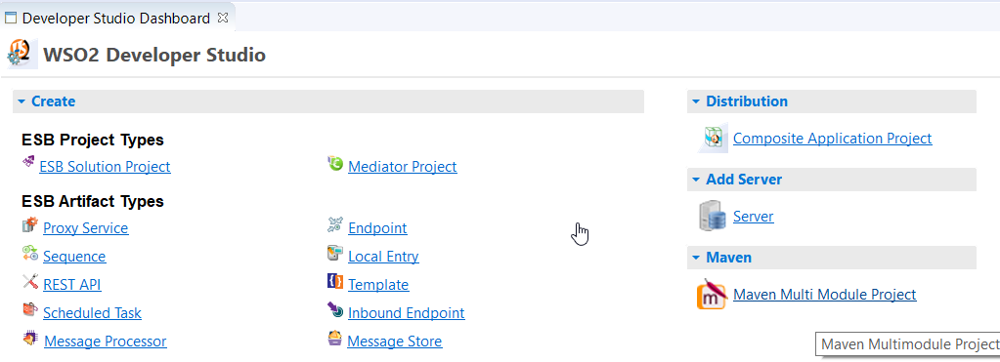 Developer Studio Dashboard
WSO2 Developer Studio
Create
ESB Project Types
ESB Solution Project
Mediator Project
ESB Artifact Types
Proxy Service
Endpoint
Sequence
Local Entry
REST API
Template
Scheduled Task
Inbound Endpoint
Message Processor
Message Store
Distribution
Composite Application Project
Add Server
Server
Maven
Maven Multi Module Project
Maven Multimodule Project